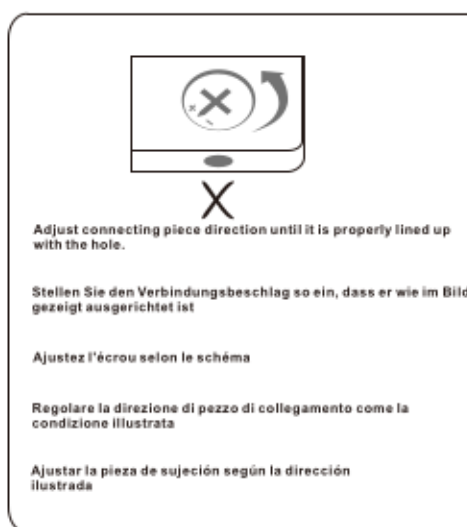 X
Adjust connecting piece direction until it is properly lined up
with the hole.
Stellen Sie den Verbindungsbeschlag so ein, dass er wie im Bild
gezeigt ausgerichtet ist
Ajustez l'écrou selon le schéma
Regolare la direzione di pezzo di collegamento come la
condizione illustrata
Ajustar la pieza de sujeción según la dirección
ilustrada